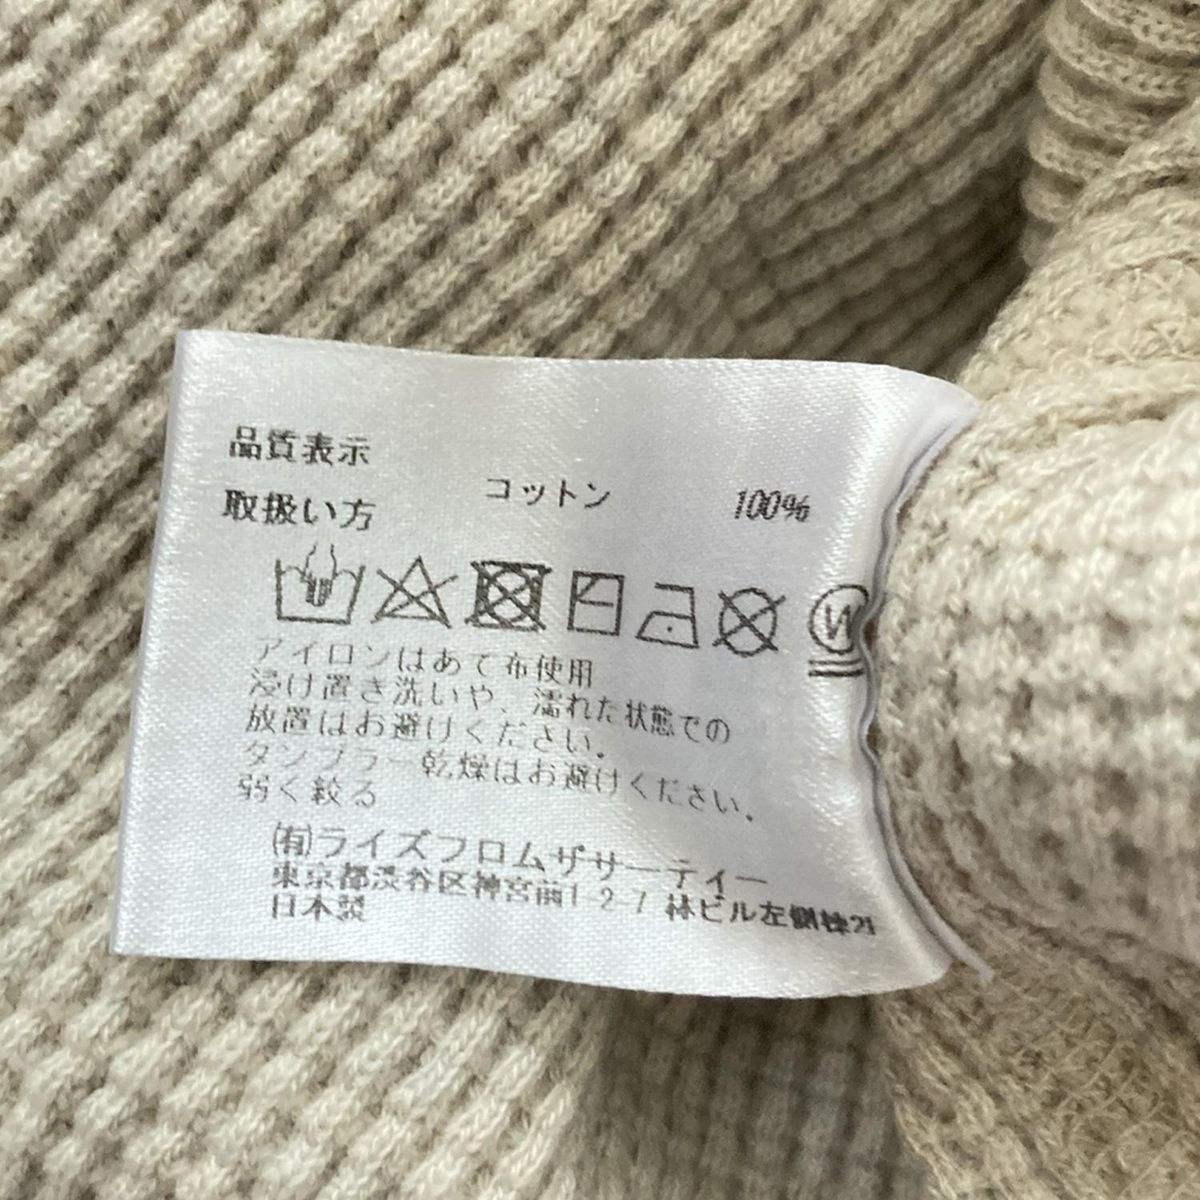 品質表示
コットン 100%
取扱い方
W
アイロンはあて布使用
浸け置き洗いや、濡れた状態での
放置はお避けください。
タンブラー乾燥はお避けください。
弱く絞る
(有)ライズフロムザサーティー
東京都渋谷区神宮前1-2-7 林ビル左側棟21
日本製